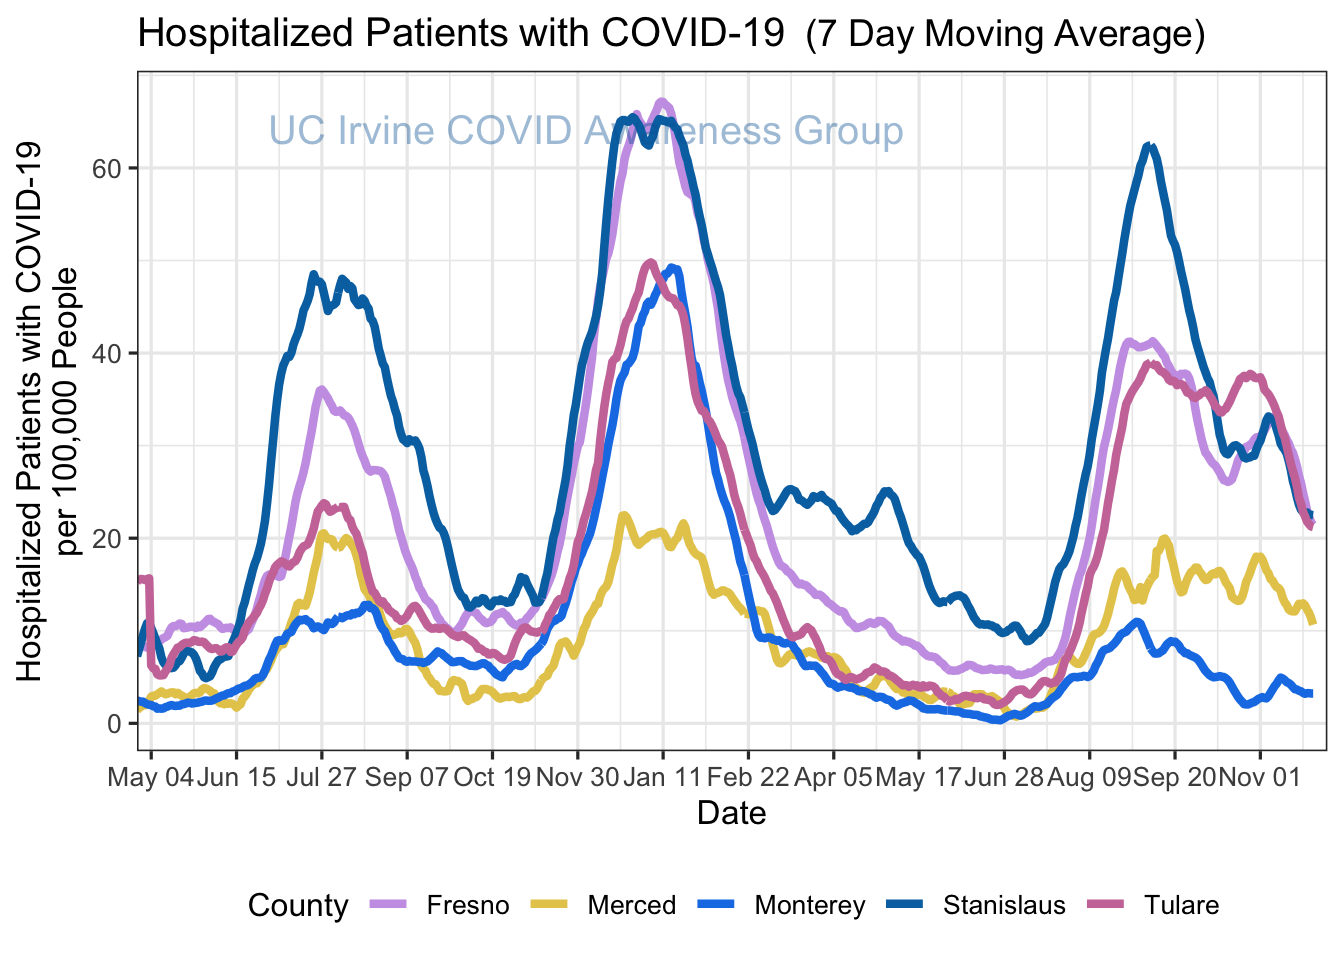 Hospitalized Patients with COVID-19 (7 Day Moving Average)
UC Irvine COVID Awareness Group
Hospitalized Patients with COVID-19
per 100,000 People
60
40
20
0
May 04 Jun 15 Jul 27 Sep 07 Oct 19 Nov 30 Jan 11 Feb 22 Apr 05 May 17 Jun 28 Aug 09 Sep 20 Nov 01
Date
County Fresno Merced Monterey Stanislaus Tulare